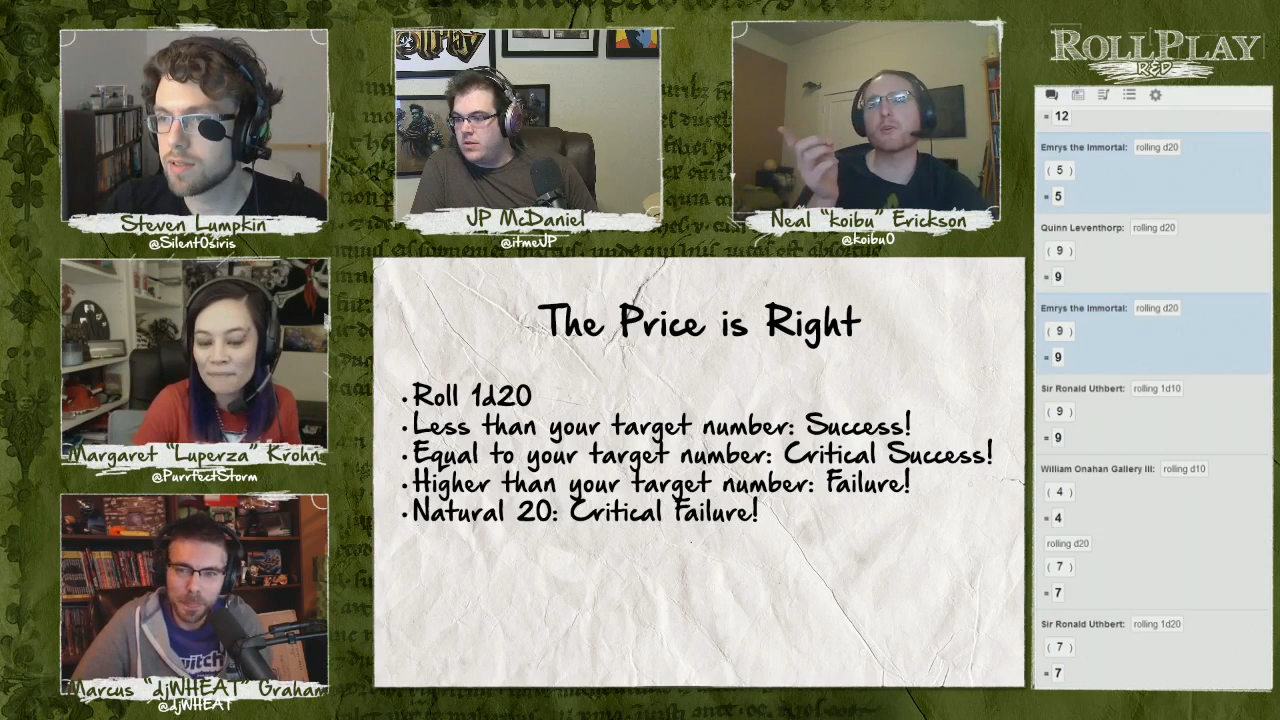 ROLLPLAY
R&D
Steven Lumpkin
@SilentOsiris
JP McDaniel
@itmeJP
Neal "koibu" Erickson
@koibu0
Margaret "Luperza" Krohn
@PurrfectStorm
Marcus "djWHEAT" Graham
@djWHEAT
The Price is Right
• Roll 1d20
• Less than your target number: Success!
• Equal to your target number: Critical Success!
• Higher than your target number: Failure!
• Natural 20: Critical Failure!
= 12
Emrys the Immortal: rolling d20
( 5 )
= 5
Quinn Leventhorp: rolling d20
( 9 )
= 9
Emrys the Immortal: rolling d20
( 9 )
= 9
Sir Ronald Uthbert: rolling 1d10
( 9 )
= 9
William Onahan Gallery III: rolling d10
( 4 )
= 4
rolling d20
( 7 )
= 7
Sir Ronald Uthbert: rolling 1d20
( 7 )
= 7